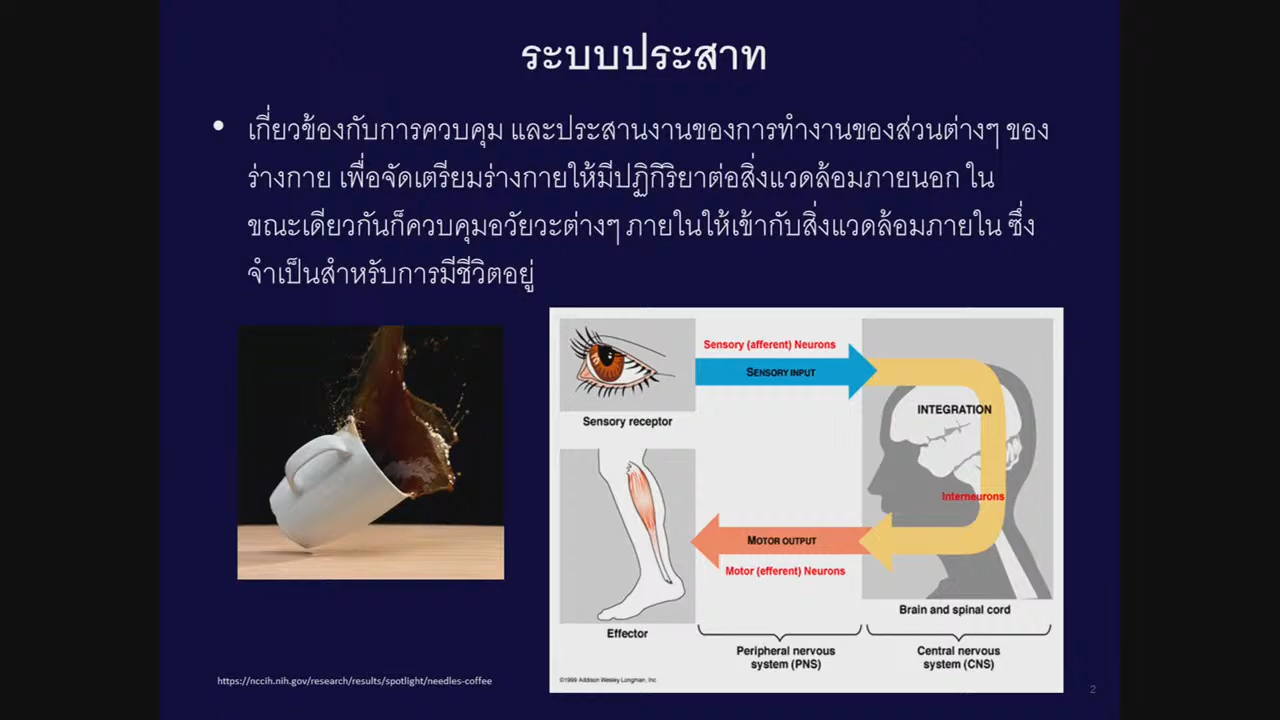 ระบบประสาท
• เกี่ยวข้องกับการควบคุม และประสานงานของการทำงานของส่วนต่างๆ ของ
ร่างกาย เพื่อจัดเตรียมร่างกายให้มีปฏิกิริยาต่อสิ่งแวดล้อมภายนอก ใน
ขณะเดียวกันก็ควบคุมอวัยวะต่างๆ ภายในให้เข้ากับสิ่งแวดล้อมภายใน ซึ่ง
จำเป็นสำหรับการมีชีวิตอยู่
Sensory (afferent) Neurons
SENSORY INPUT
Sensory receptor
INTEGRATION
Interneurons
MOTOR OUTPUT
Motor (efferent) Neurons
Effector
Brain and spinal cord
Peripheral nervous
system (PNS)
Central nervous
system (CNS)
©1999 Addison Wesley Longman, Inc.
https://nccih.nih.gov/research/results/spotlight/needles-coffee
2